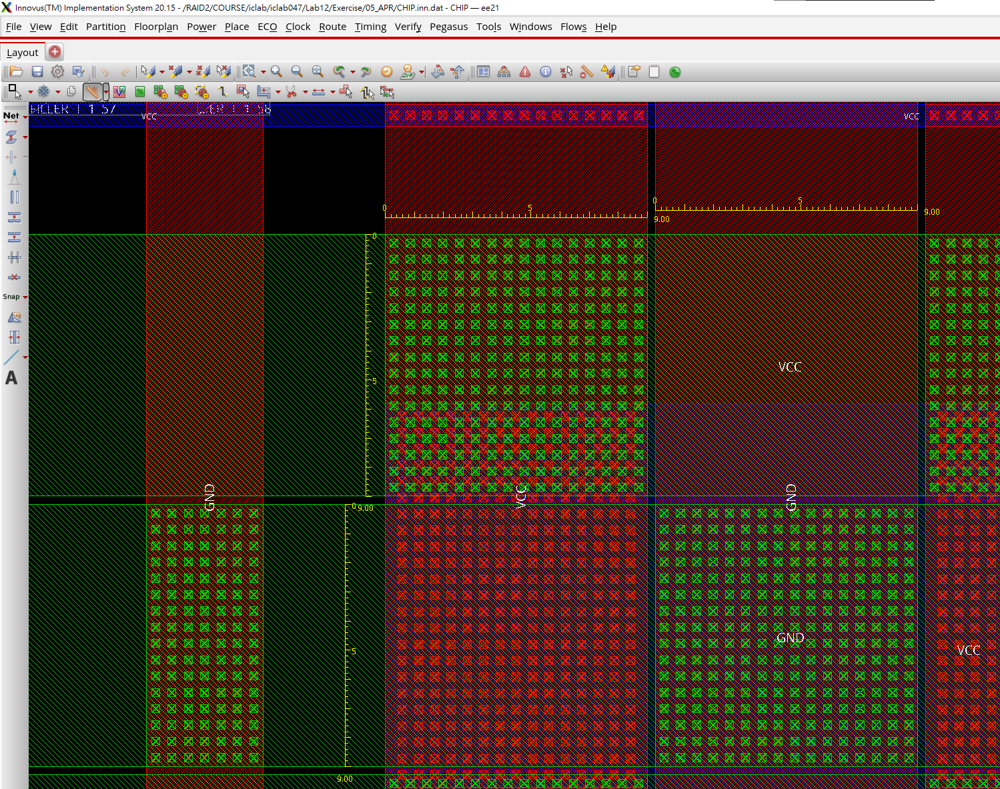 Innovus(TM) Implementation System 20.15 - /RAID2/COURSE/iclab/iclab047/Lab12/Exercise/05_APR/CHIP.inn.dat - CHIP — ee21
File View Edit Partition Floorplan Power Place ECO Clock Route Timing Verify Pegasus Tools Windows Flows Help
Layout
Net
Snap
A
VCC
VCC
0 5
9.00
0 5
9.00
0
5
9.00
VCC
GND
VCC
GND
0
5
9.00
GND
VCC